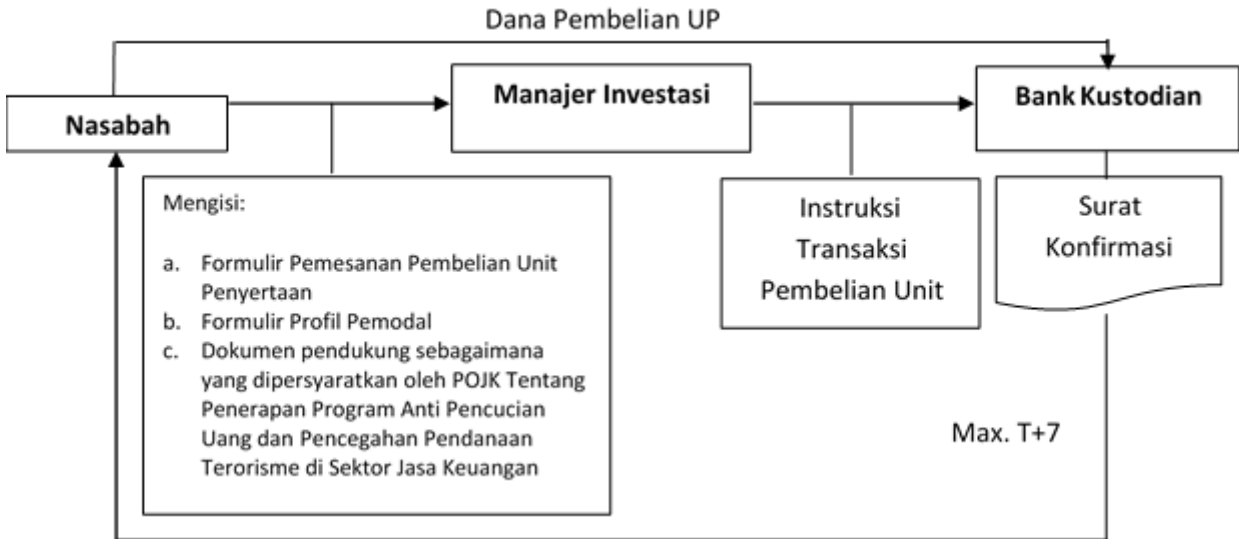 Dana Pembelian UP
Nasabah
Manajer Investasi
Bank Kustodian
Mengisi:
a. Formulir Pemesanan Pembelian Unit
Penyertaan
b. Formulir Profil Pemodal
c. Dokumen pendukung sebagaimana
yang dipersyaratkan oleh POJK Tentang
Penerapan Program Anti Pencucian
Uang dan Pencegahan Pendanaan
Terorisme di Sektor Jasa Keuangan
Instruksi
Transaksi
Pembelian Unit
Surat
Konfirmasi
Max. T+7